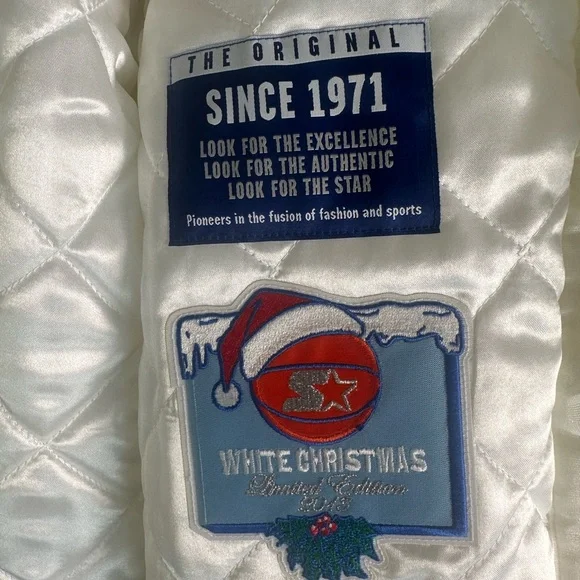 THE ORIGINAL
SINCE 1971
LOOK FOR THE EXCELLENCE
LOOK FOR THE AUTHENTIC
LOOK FOR THE STAR
Pioneers in the fusion of fashion and sports
S
WHITE CHRISTMAS
Limited Edition
2013